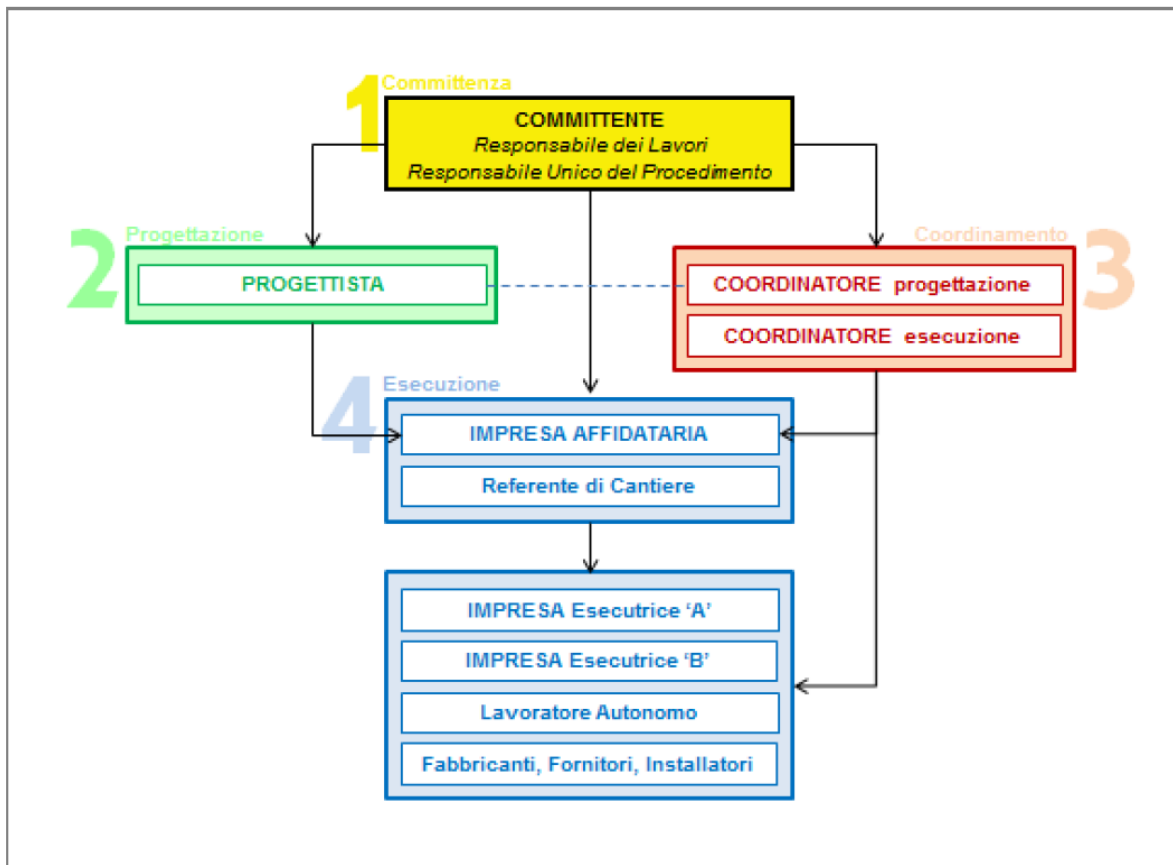 1
Committenza
COMMITTENTE
Responsabile dei Lavori
Responsabile Unico del Procedimento
2
Progettazione
PROGETTISTA
Coordinamento
3
COORDINATORE progettazione
COORDINATORE esecuzione
4
Esecuzione
IMPRESA AFFIDATARIA
Referente di Cantiere
IMPRESA Esecutrice ‘A’
IMPRESA Esecutrice ‘B’
Lavoratore Autonomo
Fabbricanti, Fornitori, Installatori